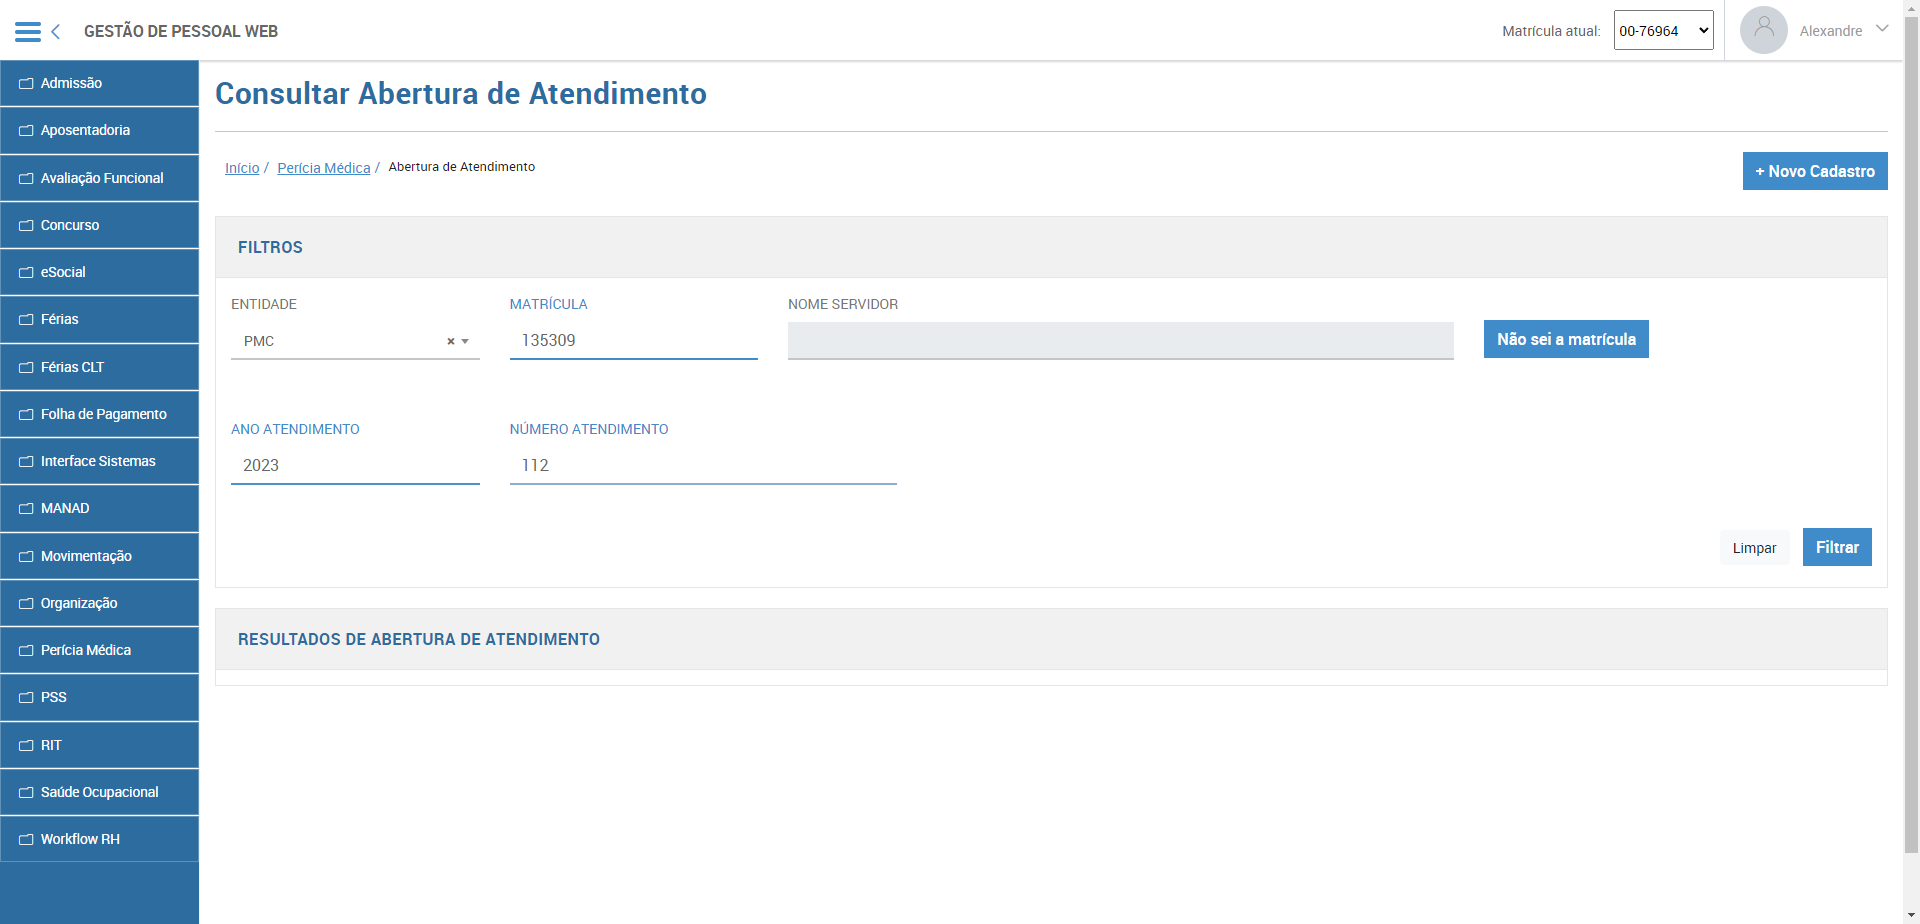 GESTÃO DE PESSOAL WEB
Matrícula atual:
00-76964
Alexandre
Admissão
Aposentadoria
Avaliação Funcional
Concurso
eSocial
Férias
Férias CLT
Folha de Pagamento
Interface Sistemas
MANAD
Movimentação
Organização
Perícia Médica
PSS
RIT
Saúde Ocupacional
Workflow RH
Consultar Abertura de Atendimento
Início / Perícia Médica / Abertura de Atendimento
+ Novo Cadastro
FILTROS
ENTIDADE
PMC
×
MATRÍCULA
135309
NOME SERVIDOR
Não sei a matrícula
ANO ATENDIMENTO
2023
NÚMERO ATENDIMENTO
112
Limpar
Filtrar
RESULTADOS DE ABERTURA DE ATENDIMENTO